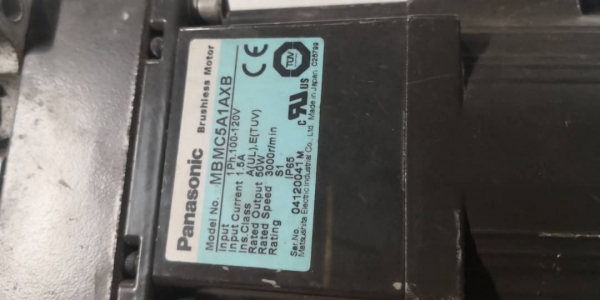 Panasonic Brushless Motor
Model No. MBMC5A1AXB
Input 1Ph.100-120V
Input Current 1.5A
Ins.Class A(UL),E(TUV)
Rated Output 50W
Rated Speed 3000r/min
Rating S1
IP65
Ser.No. 04120041M
Matsushita Electric Industrial Co., Ltd. Made in Japan
CE
TUV
C US